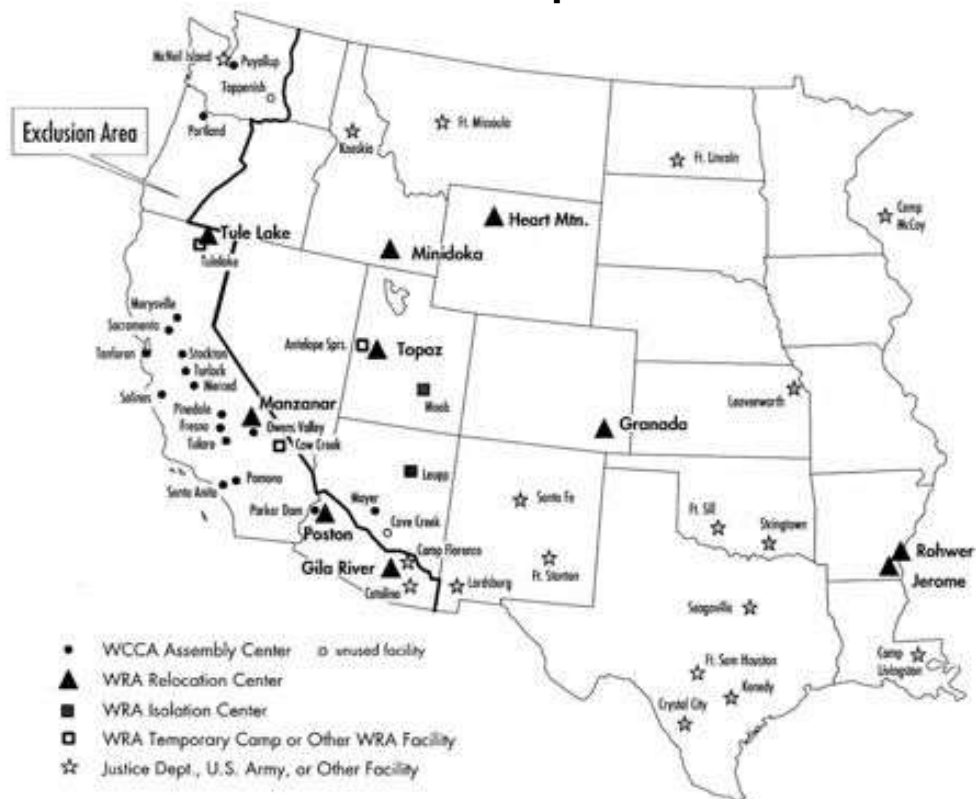 McNeil Island
Puyallup
Toppenish
Portland
Exclusion Area
Kooskia
Ft. Missoula
Ft. Lincoln
Camp
McCoy
Heart Mtn.
Minidoka
Tule Lake
Tulelake
Marysville
Sacramento
Tanforan
Stockton
Turlock
Merced
Salinas
Pinedale
Fresno
Tulare
Manzanar
Owens Valley
Cow Creek
Antelope Sprs.
Topaz
Moab
Granada
Leavenworth
Santa Anita
Pomona
Leupp
Parker Dam
Poston
Mayer
Cave Creek
Camp Florence
Gila River
Catalina
Lordsburg
Santa Fe
Ft. Stanton
Ft. Sill
Stringtown
Rohwer
Jerome
Seagoville
Ft. Sam Houston
Kenedy
Crystal City
Camp
Livingston
WCCA Assembly Center
unused facility
WRA Relocation Center
WRA Isolation Center
WRA Temporary Camp or Other WRA Facility
Justice Dept., U.S. Army, or Other Facility